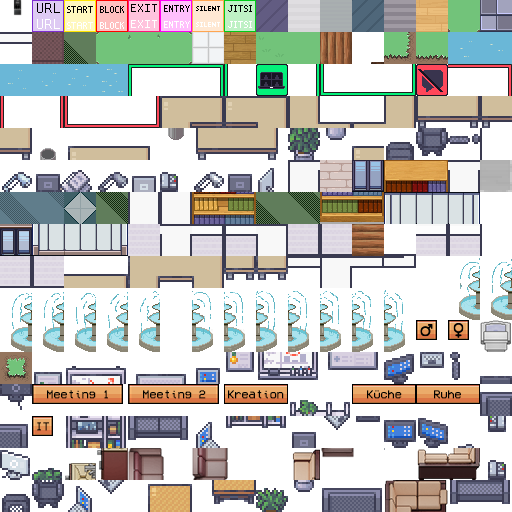 URL START BLOCK EXIT ENTRY SILENT JITSI
URL START BLOCK EXIT ENTRY SILENT JITSI
Meeting 1 Meeting 2 Kreation Küche Ruhe
IT